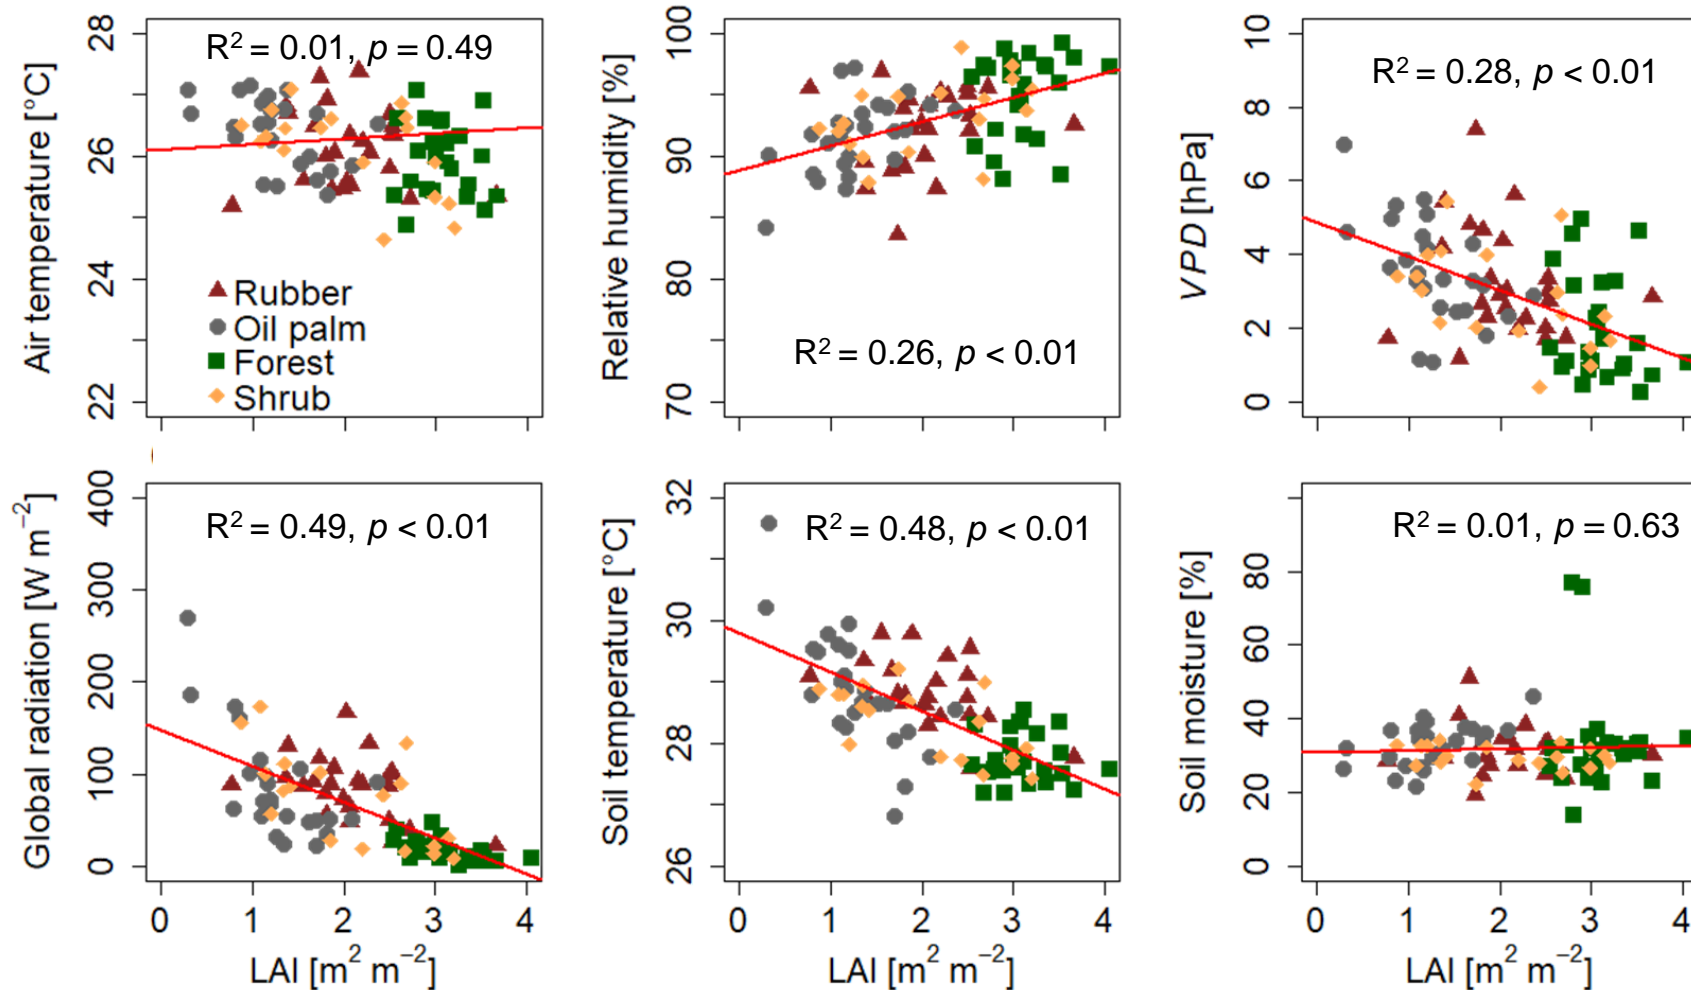 Air temperature [°C]
28
26
24
22
R² = 0.01, p = 0.49
Rubber
Oil palm
Forest
Shrub
Relative humidity [%]
100
90
80
70
R² = 0.26, p < 0.01
VPD [hPa]
10
8
6
4
2
0
R² = 0.28, p < 0.01
Global radiation [W m⁻²]
400
300
200
100
0
R² = 0.49, p < 0.01
0 1 2 3 4
LAI [m² m⁻²]
Soil temperature [°C]
32
30
28
26
R² = 0.48, p < 0.01
0 1 2 3 4
LAI [m² m⁻²]
Soil moisture [%]
80
60
40
20
0
R² = 0.01, p = 0.63
0 1 2 3 4
LAI [m² m⁻²]